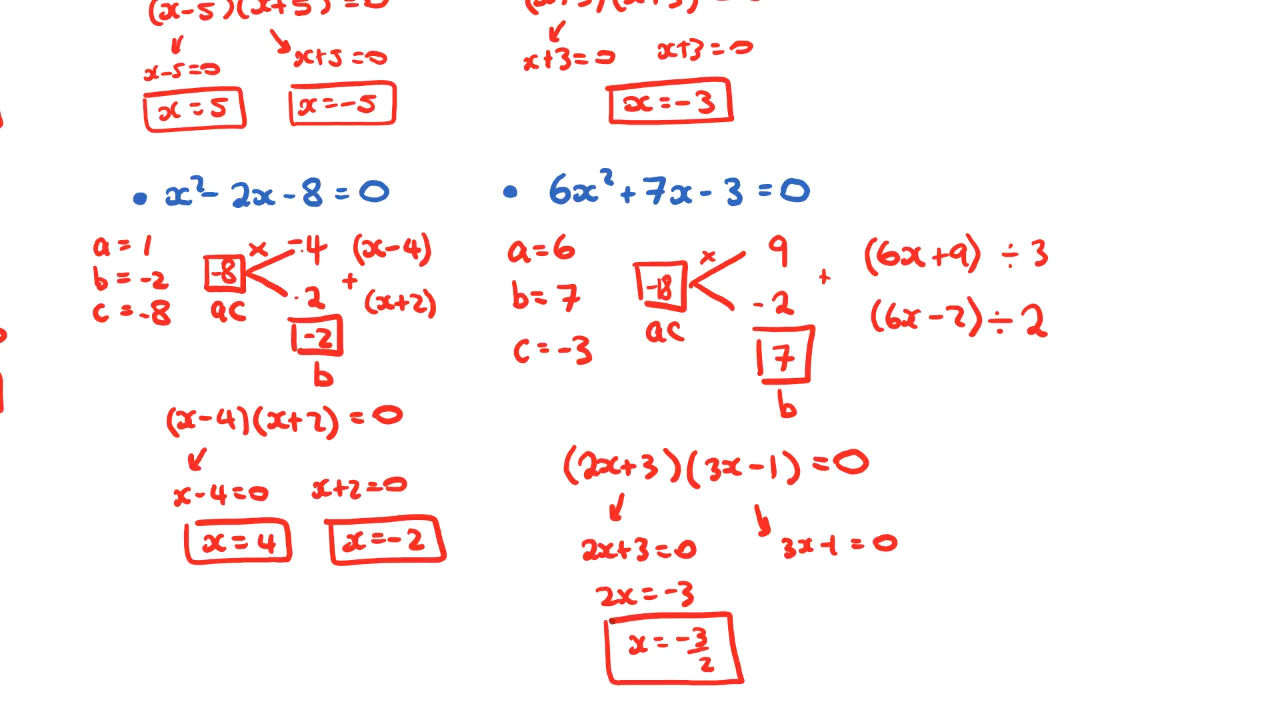 (x-5)(x+5)=0
x-5=0 x+5=0
x=5 x=-5
x+3=0 x+3=0
x=-3
• x²-2x-8=0
a=1
b=-2
c=-8
-8
ac
×
-4
2
+
-2
b
(x-4)
(x+2)
(x-4)(x+2)=0
x-4=0 x+2=0
x=4 x=-2
• 6x²+7x-3=0
a=6
b=7
c=-3
-18
ac
×
9
-2
+
7
b
(6x+9)÷3
(6x-2)÷2
(2x+3)(3x-1)=0
2x+3=0 3x-1=0
2x=-3
x=-3/2